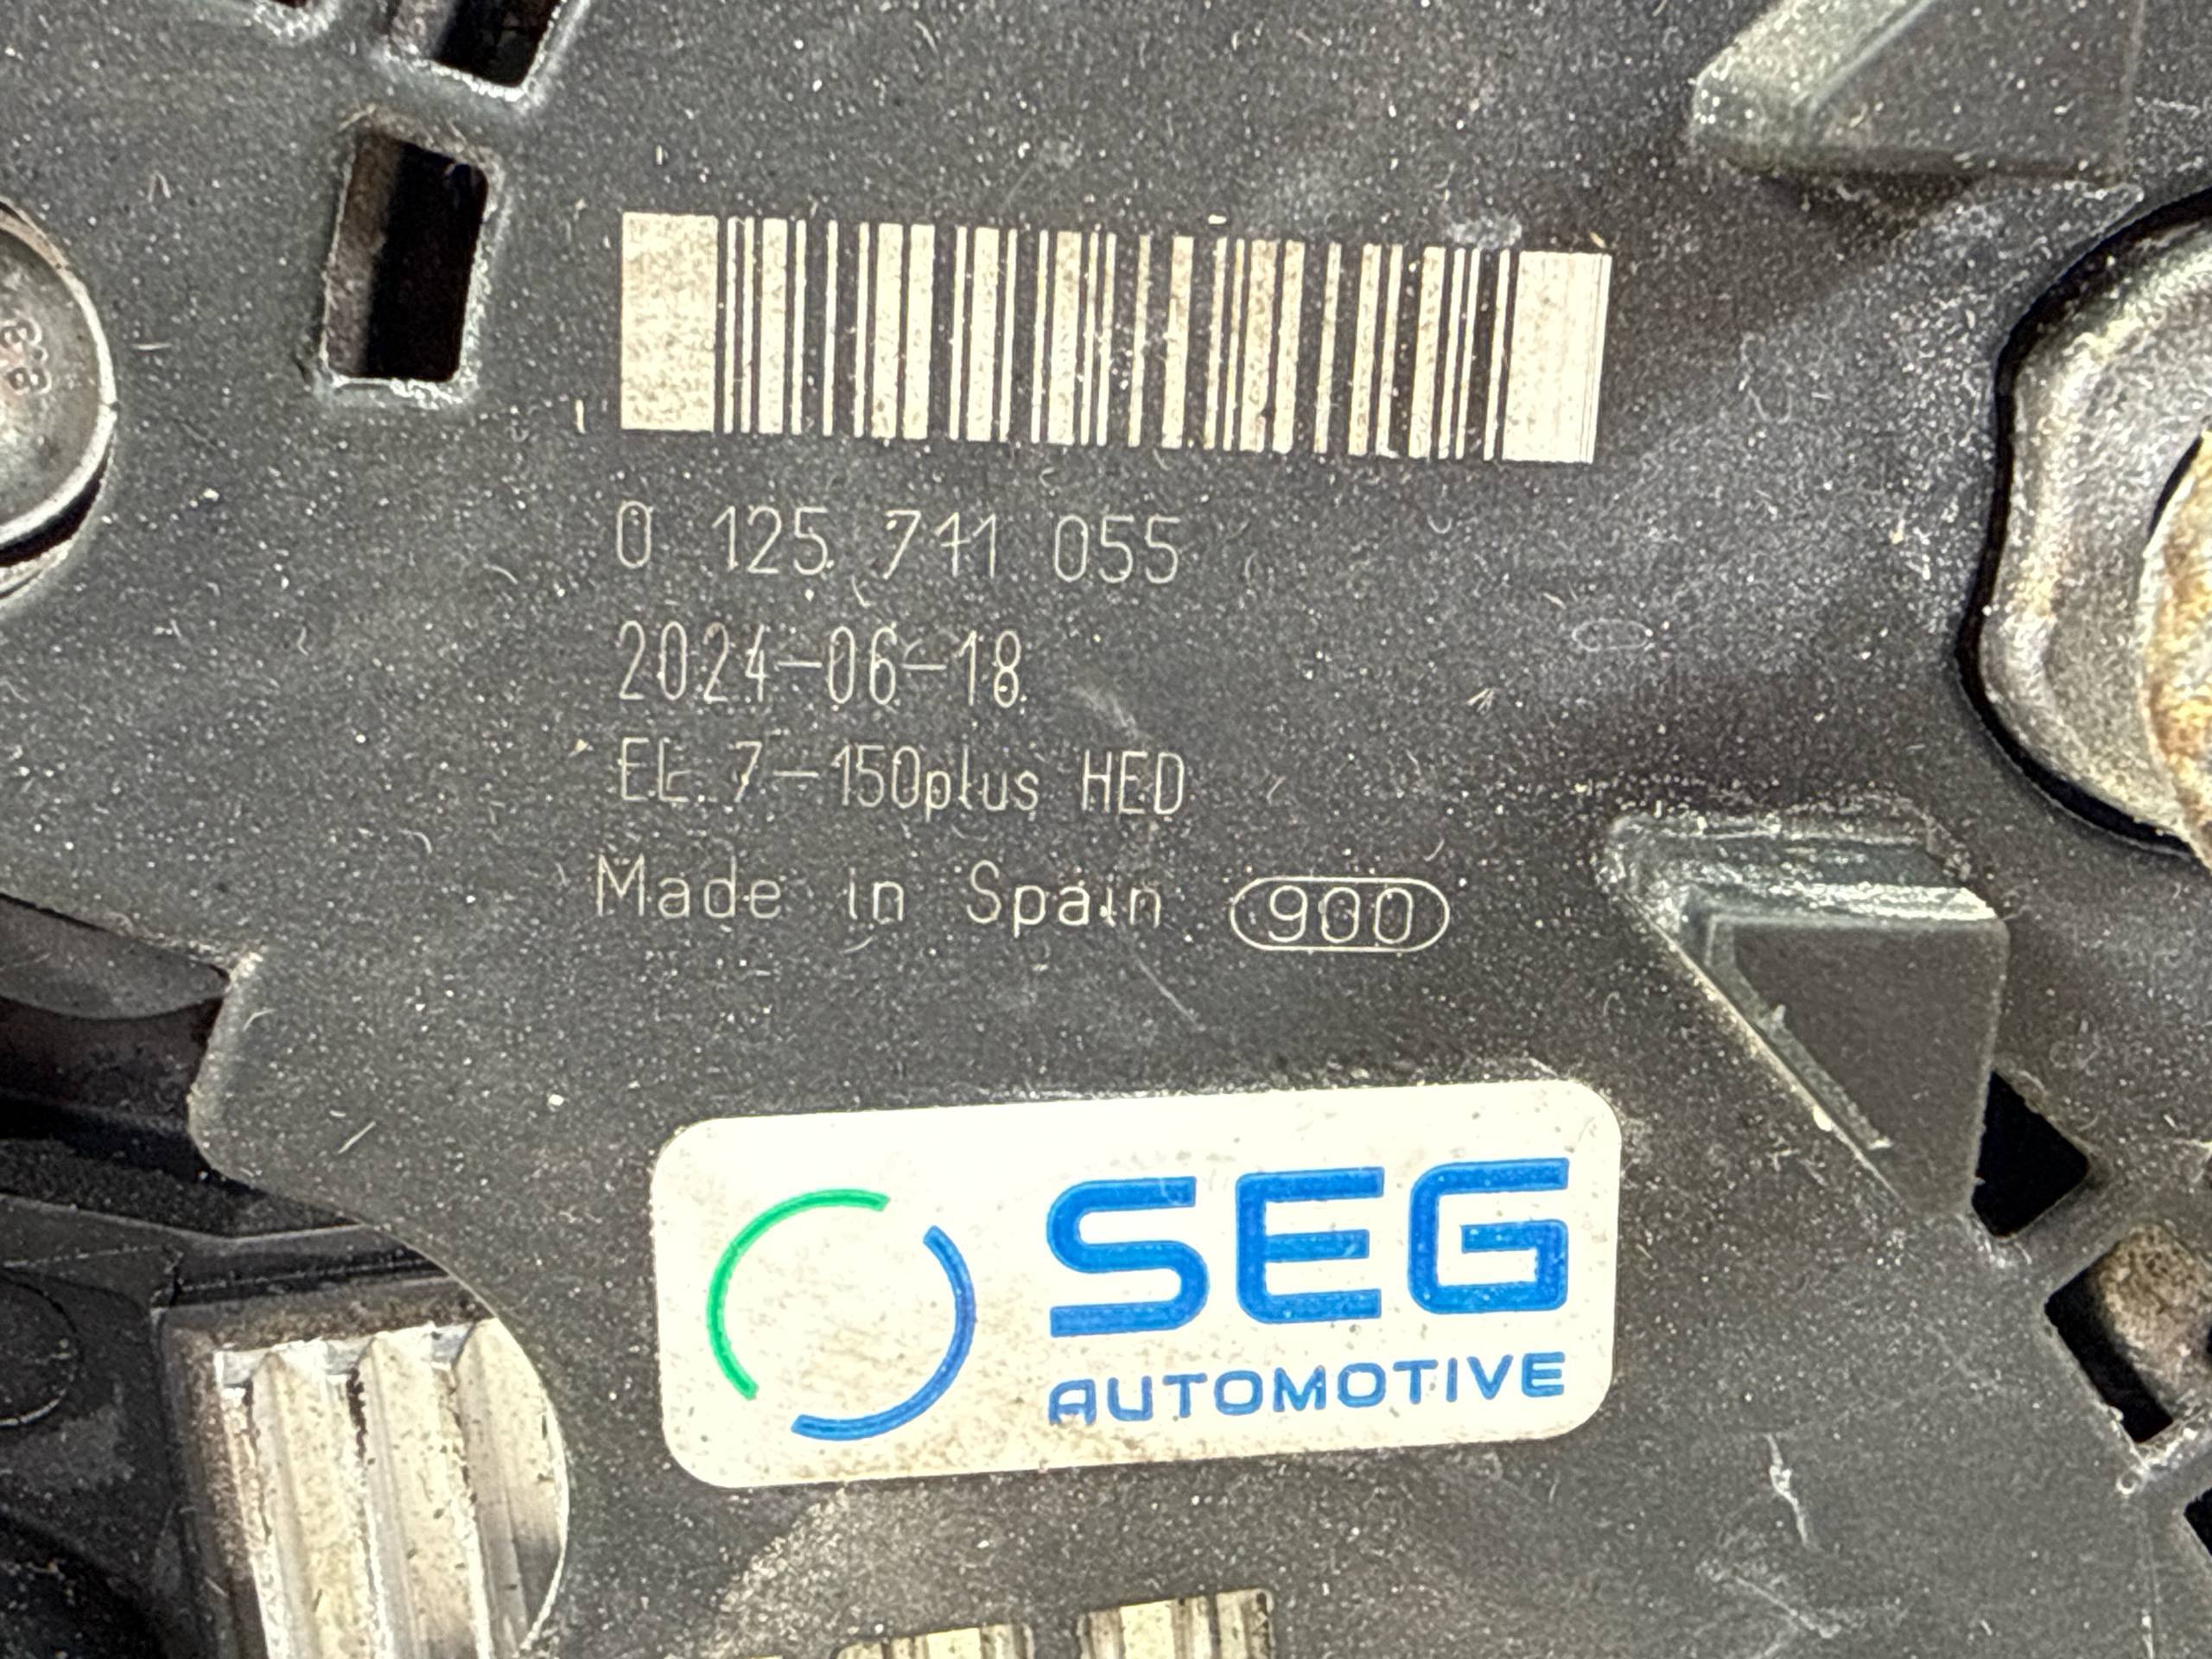 0 125 711 055
2024-06-18
EL 7-150plus HED
Made in Spain 900
SEG
AUTOMOTIVE